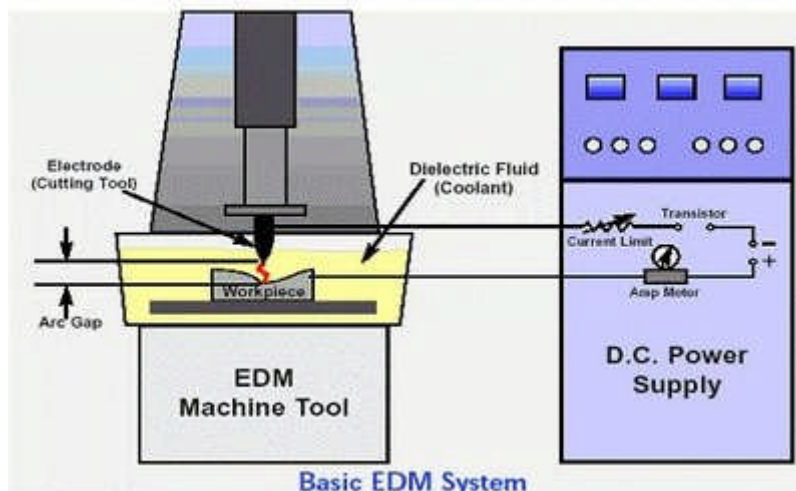 Electrode
(Cutting Tool)
Dielectric Fluid
(Coolant)
Transistor
Current Limit
-
+
Workpiece
Amp Motor
Arc Gap
EDM
Machine Tool
D.C. Power
Supply
Basic EDM System